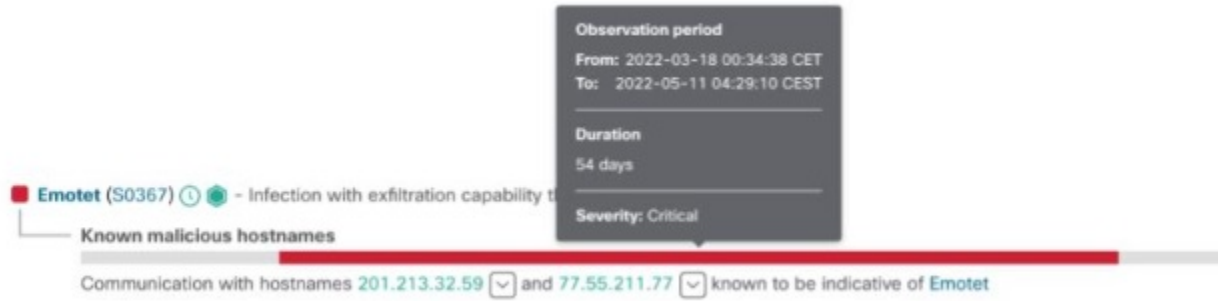 Observation period
From: 2022-03-18 00:34:38 CET
To: 2022-05-11 04:29:10 CEST
Duration
54 days
Severity: Critical
Emotet (S0367) - Infection with exfiltration capability
Known malicious hostnames
Communication with hostnames 201.213.32.59 and 77.55.211.77 known to be indicative of Emotet